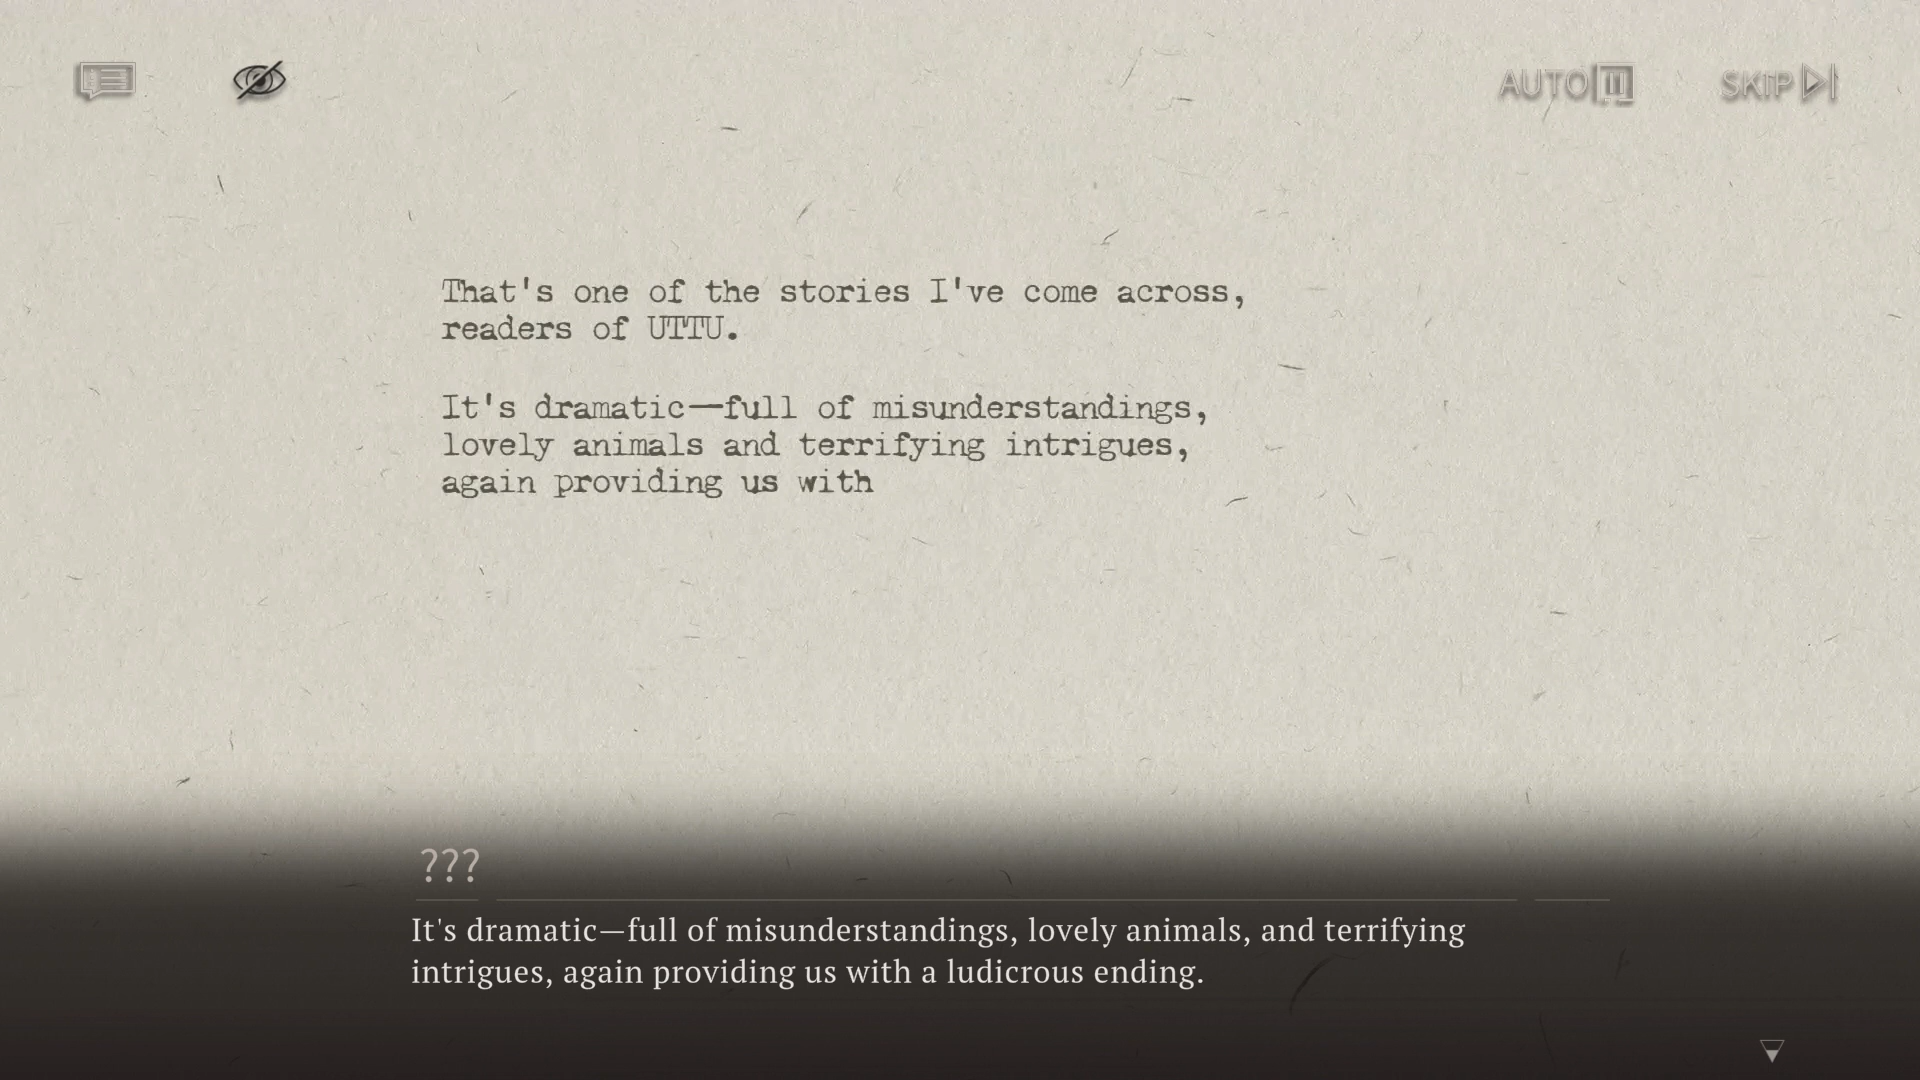 AUTO
SKIP
That's one of the stories I've come across,
readers of UTTU.
It's dramatic—full of misunderstandings,
lovely animals and terrifying intrigues,
again providing us with
???
It's dramatic—full of misunderstandings, lovely animals, and terrifying
intrigues, again providing us with a ludicrous ending.